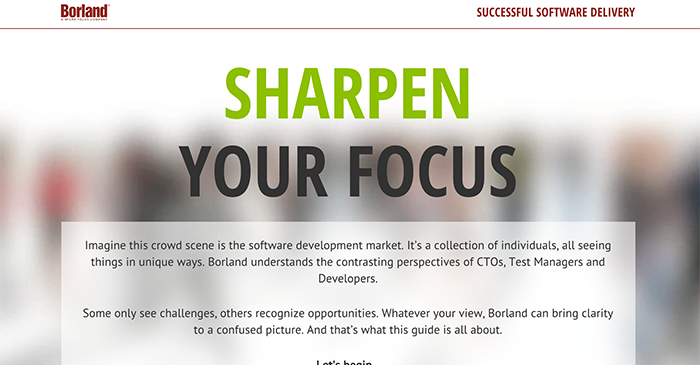 Borland
A MICRO FOCUS COMPANY
SUCCESSFUL SOFTWARE DELIVERY
SHARPEN
YOUR FOCUS
Imagine this crowd scene is the software development market. It's a collection of individuals, all seeing
things in unique ways. Borland understands the contrasting perspectives of CTOs, Test Managers and
Developers.
Some only see challenges, others recognize opportunities. Whatever your view, Borland can bring clarity
to a confused picture. And that's what this guide is all about.
Let's begin